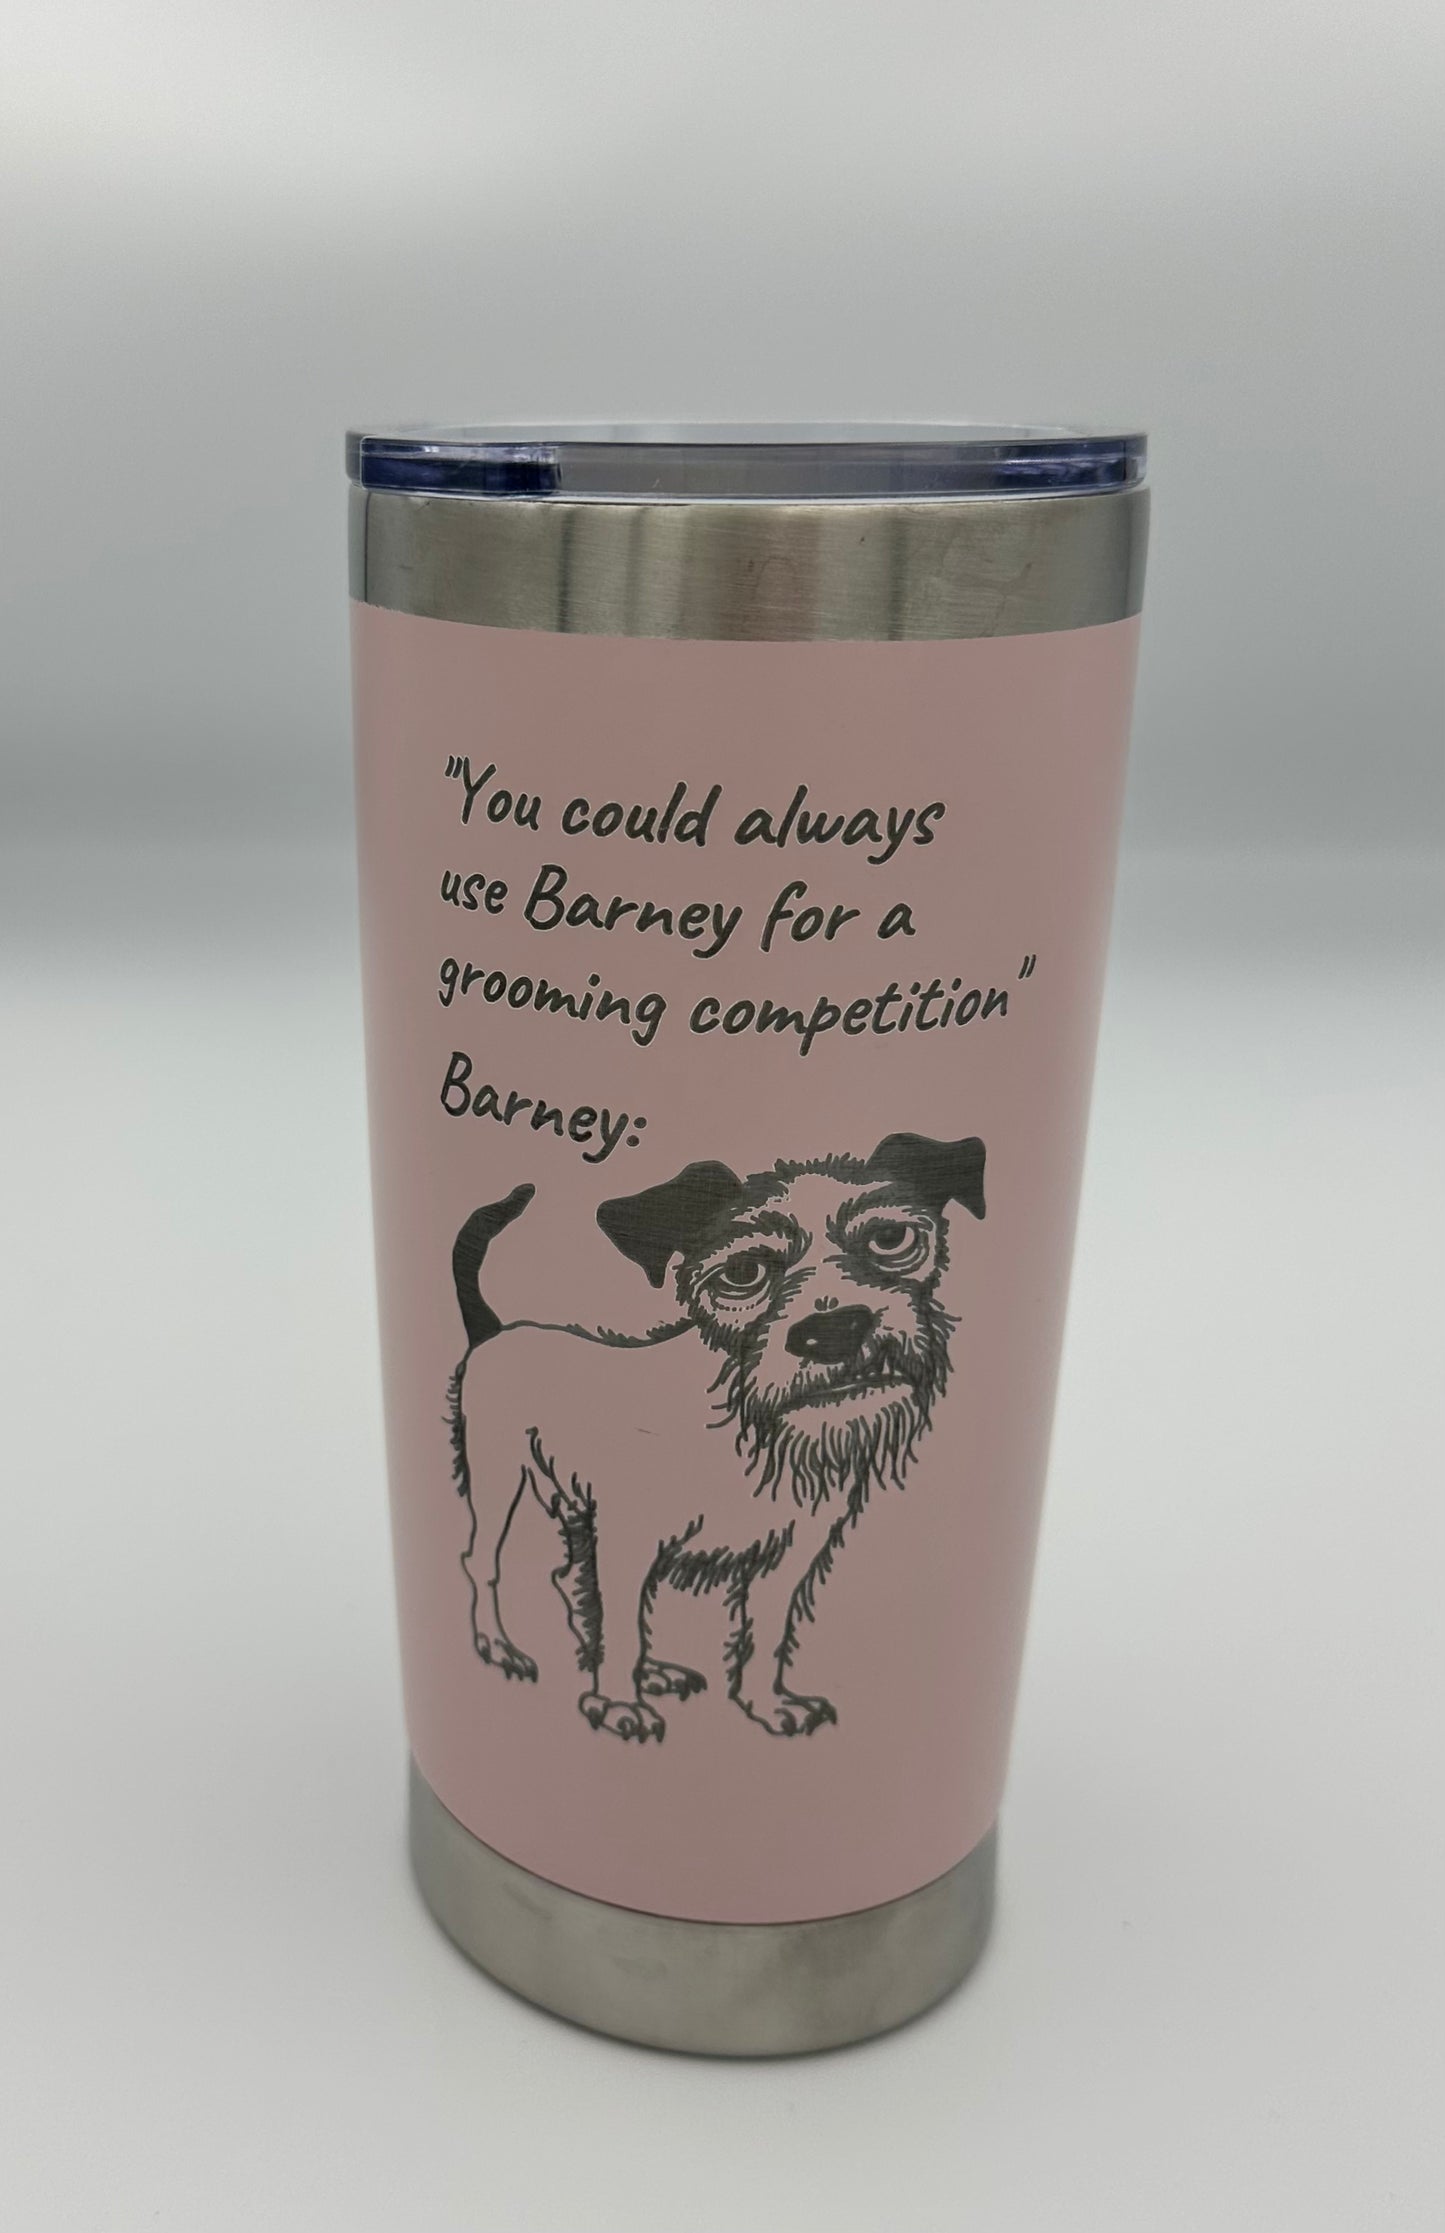 "You could always
use Barney for a
grooming competition"
Barney: